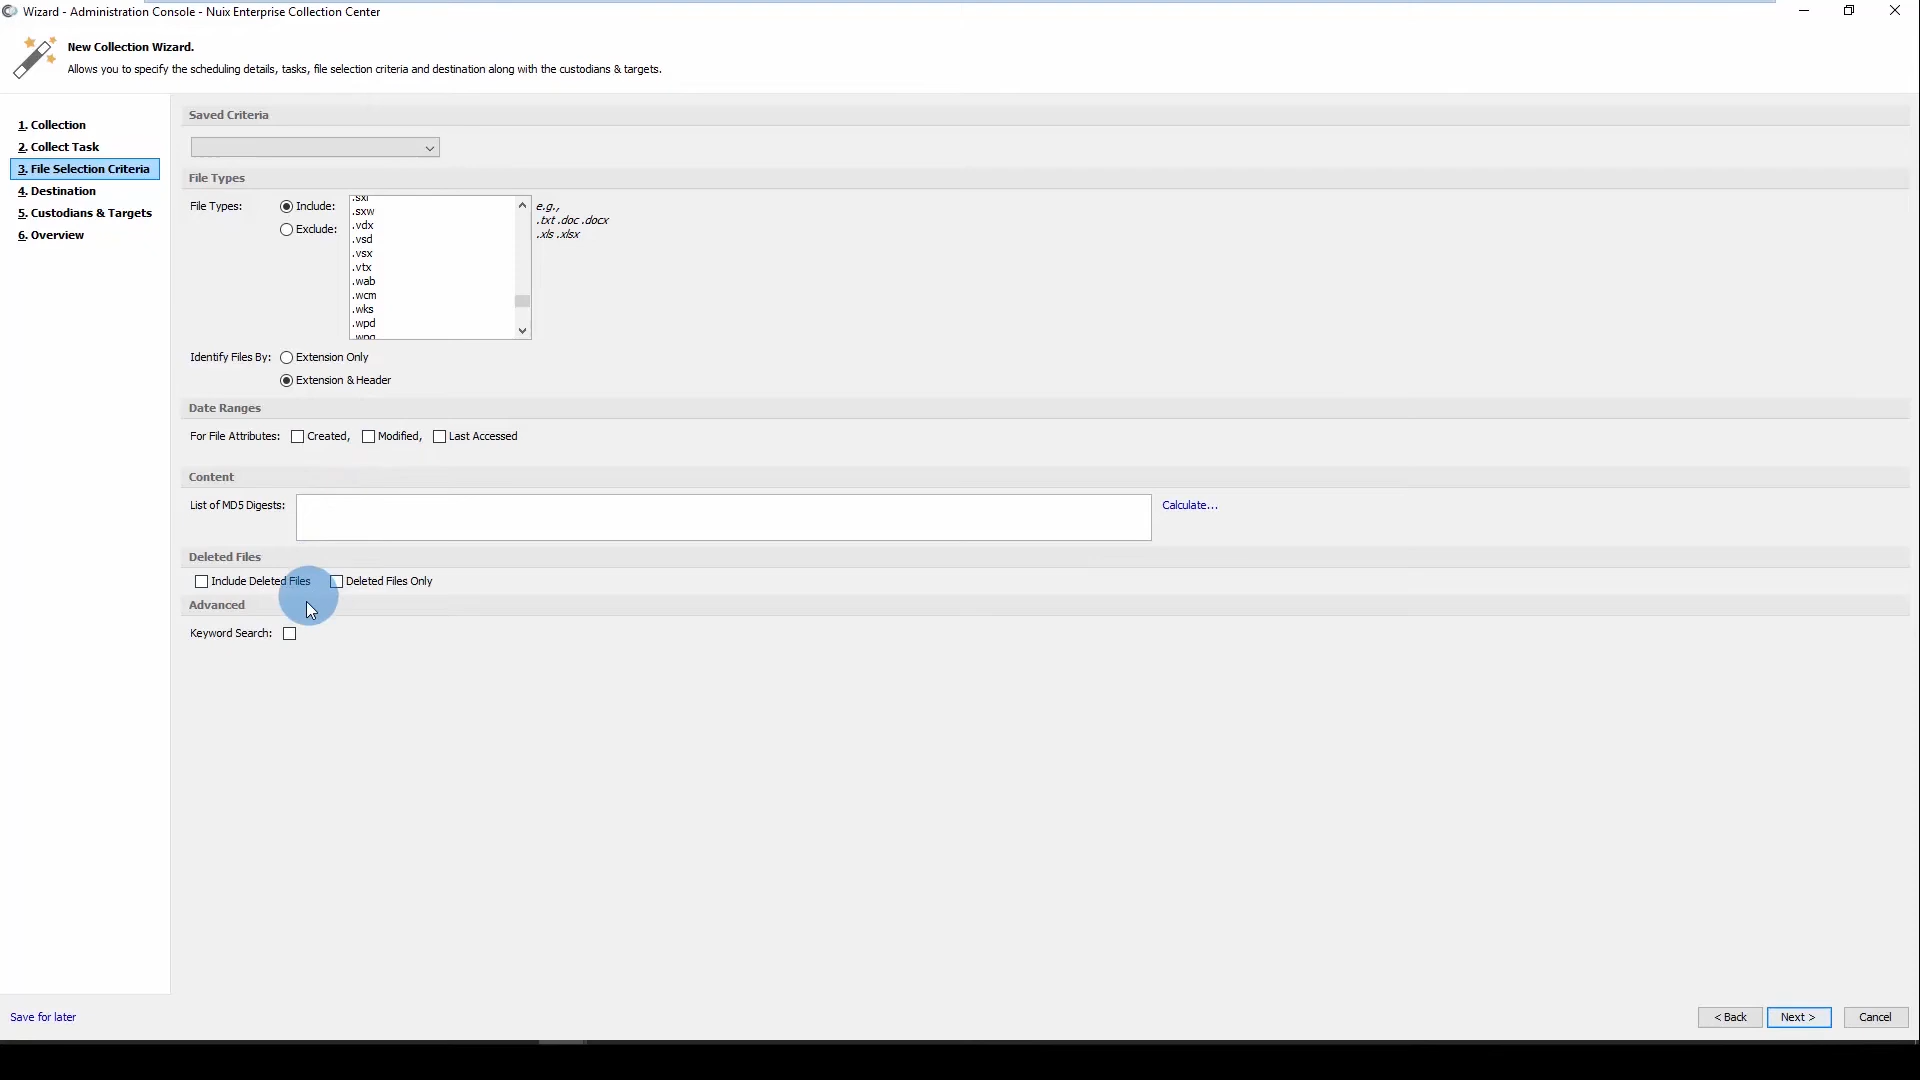 Wizard - Administration Console - Nuix Enterprise Collection Center
New Collection Wizard.
Allows you to specify the scheduling details, tasks, file selection criteria and destination along with the custodians & targets.
1. Collection
2. Collect Task
3. File Selection Criteria
4. Destination
5. Custodians & Targets
6. Overview
Saved Criteria
File Types
File Types:
Include:
Exclude:
.sxi
.sxw
.vdx
.vsd
.vsx
.vtx
.wab
.wcm
.wks
.wpd
e.g.,
.txt .doc .docx
.xls .xlsx
Identify Files By:
Extension Only
Extension & Header
Date Ranges
For File Attributes: Created, Modified, Last Accessed
Content
List of MD5 Digests:
Calculate...
Deleted Files
Include Deleted Files Deleted Files Only
Advanced
Keyword Search:
Save for later
< Back Next > Cancel